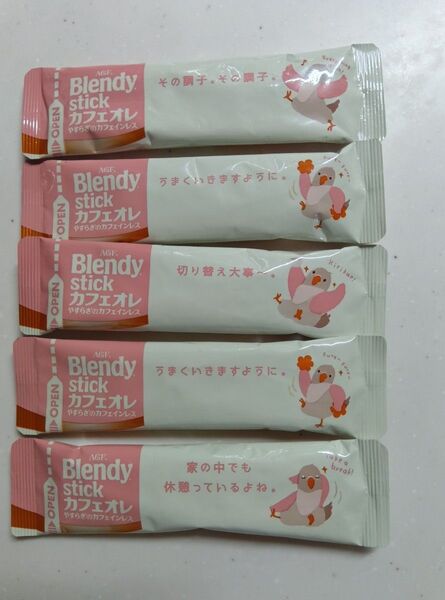 AGF
Blendy
stick
カフェオレ
やすらぎのカフェインレス
OPEN
その調子。その調子。
AGF
Blendy
stick
カフェオレ
やすらぎのカフェインレス
OPEN
うまくいきますように。
AGF
Blendy
stick
カフェオレ
やすらぎのカフェインレス
OPEN
切り替え大事〜。
AGF
Blendy
stick
カフェオレ
やすらぎのカフェインレス
OPEN
うまくいきますように。
AGF
Blendy
stick
カフェオレ
やすらぎのカフェインレス
OPEN
家の中でも
休憩っているよね。
break!